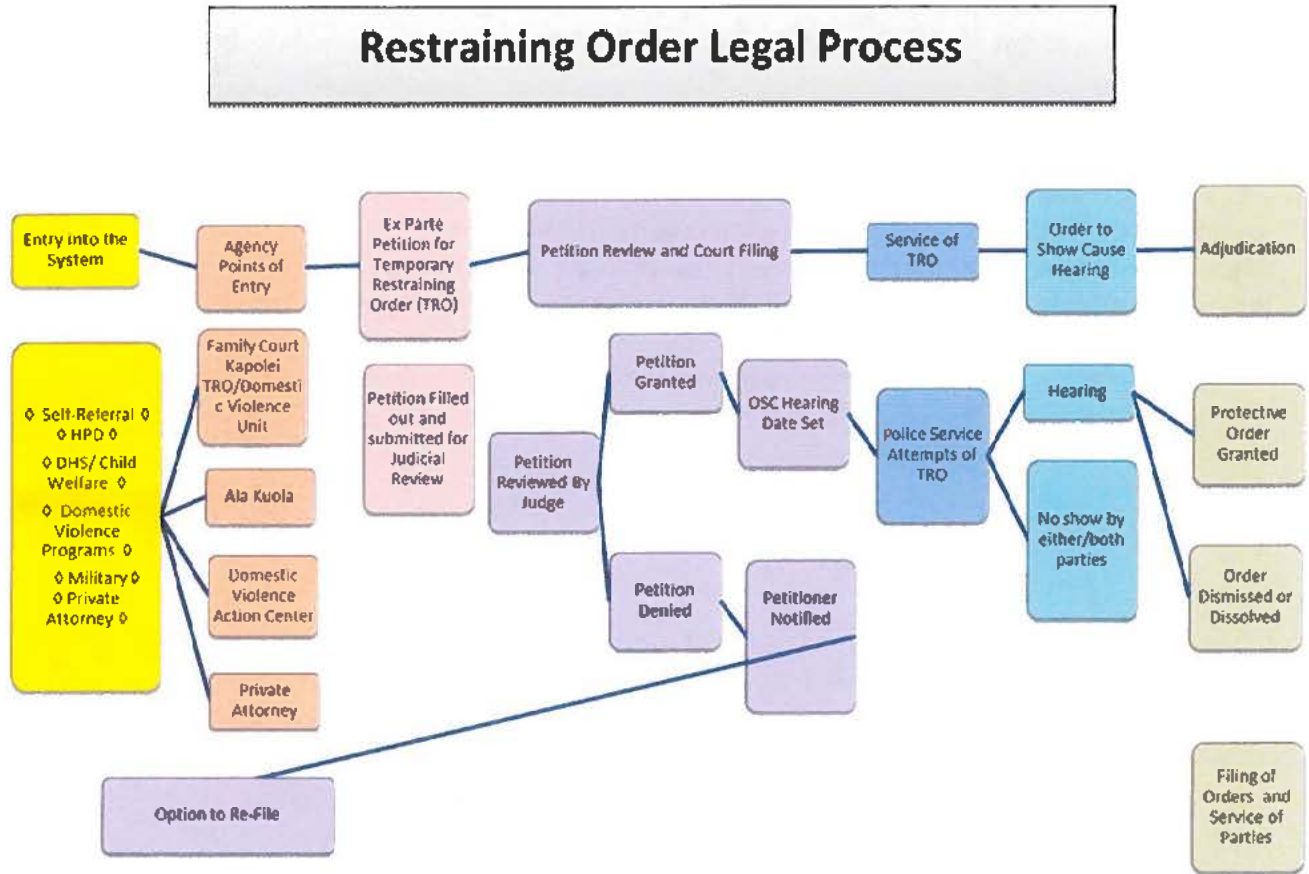 Restraining Order Legal Process
Entry into the
System
Agency
Points of
Entry
Ex Parte
Petition for
Temporary
Restraining
Order (TRO)
Petition Review and Court Filing
Service of
TRO
Order to
Show Cause
Hearing
Adjudication
◊ Self-Referral ◊
◊ HPD ◊
◊ DHS/ Child
Welfare ◊
◊ Domestic
Violence
Programs ◊
◊ Military ◊
◊ Private
Attorney ◊
Family Court
Kapolei
TRO/Domesti
c Violence
Unit
Ala Kuola
Domestic
Violence
Action Center
Private
Attorney
Petition Filled
out and
submitted for
Judicial
Review
Petition
Reviewed By
Judge
Petition
Granted
OSC Hearing
Date Set
Petition
Denied
Petitioner
Notified
Option to Re-File
Police Service
Attempts of
TRO
Hearing
No show by
either/both
parties
Protective
Order
Granted
Order
Dismissed or
Dissolved
Filing of
Orders and
Service of
Parties